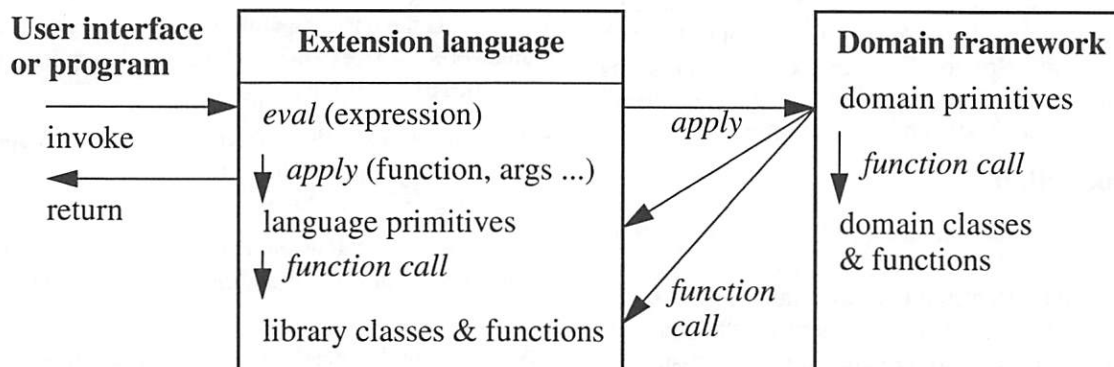 User interface
or program
invoke
return
Extension language
eval (expression)
apply (function, args ...)
language primitives
function call
library classes & functions
apply
function
call
Domain framework
domain primitives
function call
domain classes
& functions